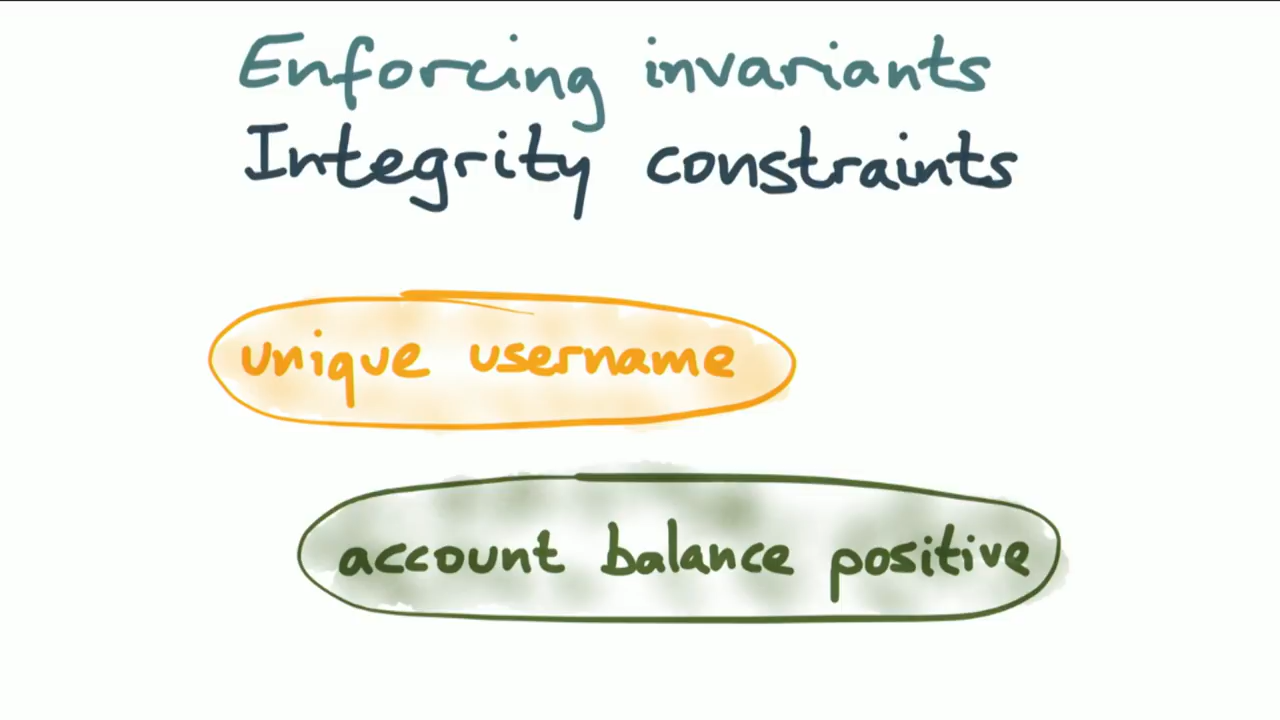 Enforcing invariants
Integrity constraints
unique username
account balance positive